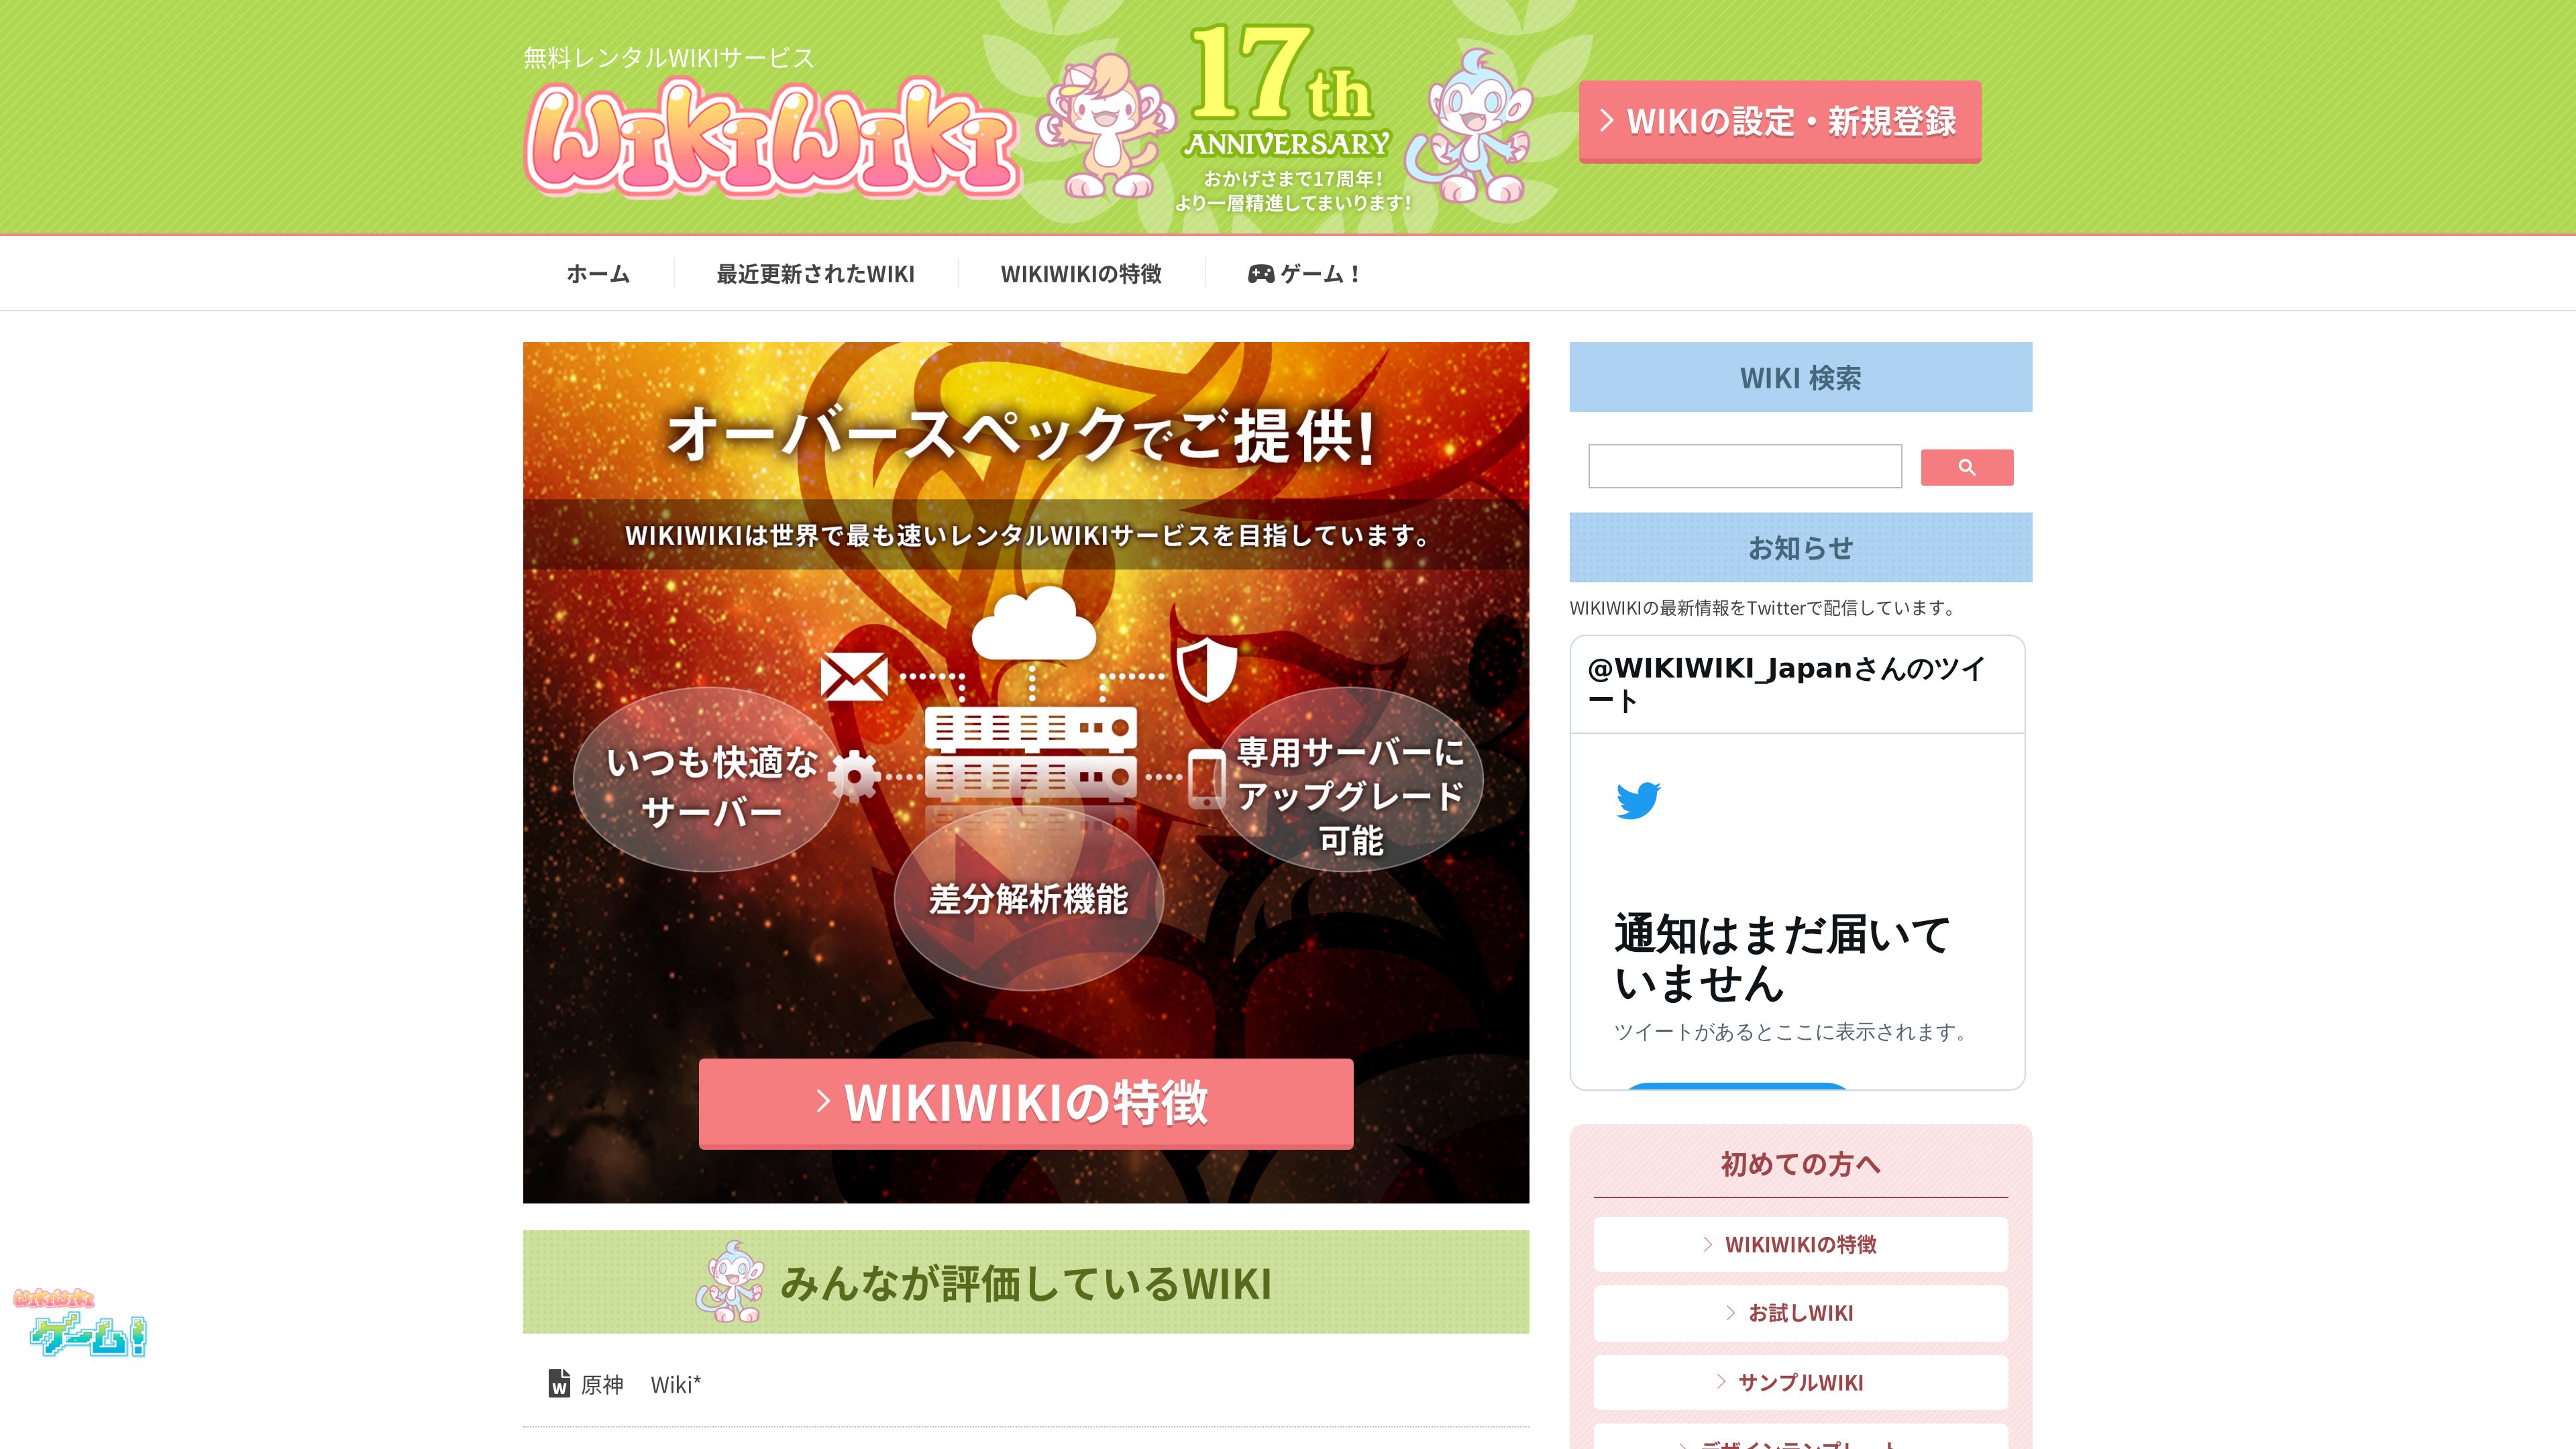 無料レンタルWIKIサービス
WIKIWIKI
17th
ANNIVERSARY
おかげさまで17周年!
より一層精進してまいります!
WIKIの設定・新規登録
ホーム
最近更新されたWIKI
WIKIWIKIの特徴
ゲーム！
オーバースペックでご提供!
WIKIWIKIは世界で最も速いレンタルWIKIサービスを目指しています。
いつも快適な
サーバー
専用サーバーに
アップグレード
可能
差分解析機能
WIKIWIKIの特徴
みんなが評価しているWIKI
W 原神　Wiki*
WIKI 検索
お知らせ
WIKIWIKIの最新情報をTwitterで配信しています。
@WIKIWIKI_Japanさんのツイ
ート
通知はまだ届いて
いません
ツイートがあるとここに表示されます。
初めての方へ
WIKIWIKIの特徴
お試しWIKI
サンプルWIKI
デザインテンプレート
WIKIWIKI
ゲーム!